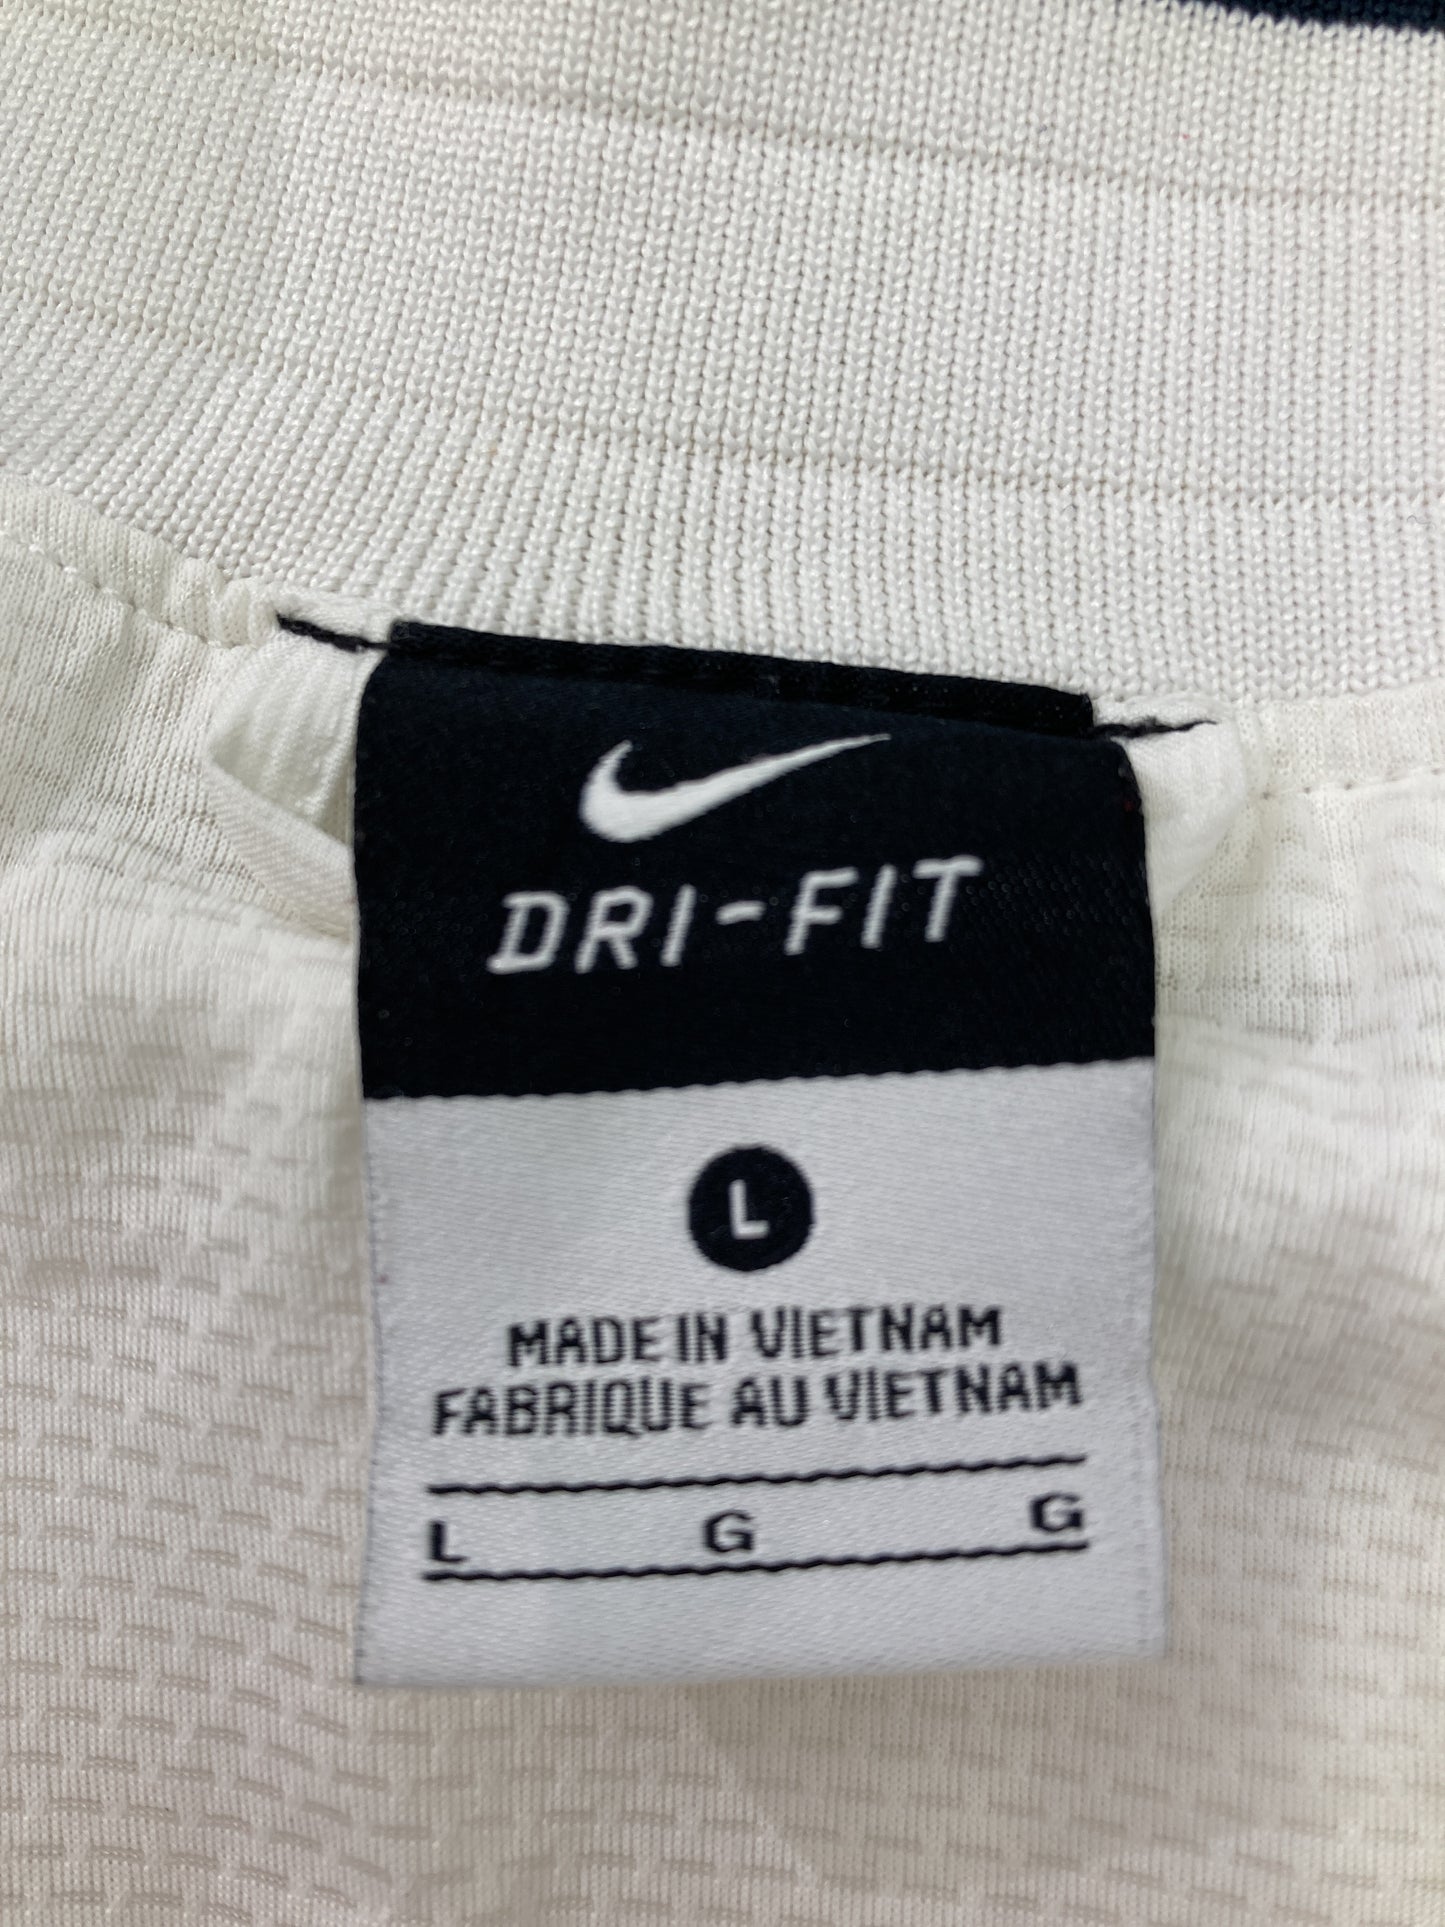 DRI-FIT
L
MADE IN VIETNAM
FABRIQUE AU VIETNAM
L G G